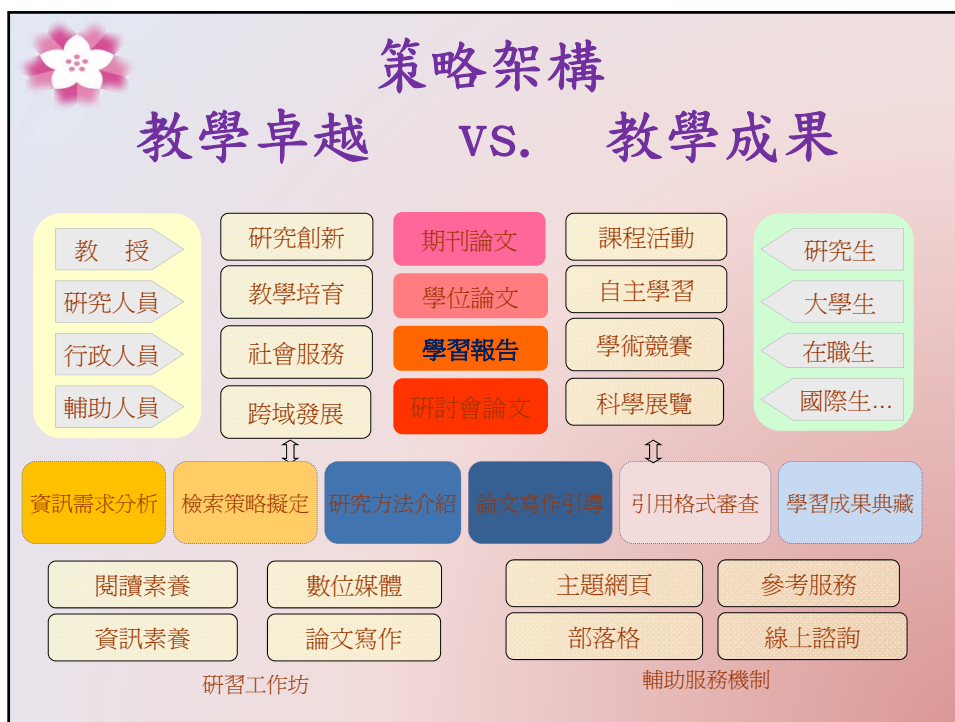 策略架構
教學卓越 vs. 教學成果
教 授
研究人員
行政人員
輔助人員
研究創新
教學培育
社會服務
跨域發展
期刊論文
學位論文
學習報告
研討會論文
課程活動
自主學習
學術競賽
科學展覽
研究生
大學生
在職生
國際生...
資訊需求分析
檢索策略擬定
研究方法介紹
論文寫作引導
引用格式審查
學習成果典藏
閱讀素養
數位媒體
資訊素養
論文寫作
研習工作坊
主題網頁
參考服務
部落格
線上諮詢
輔助服務機制